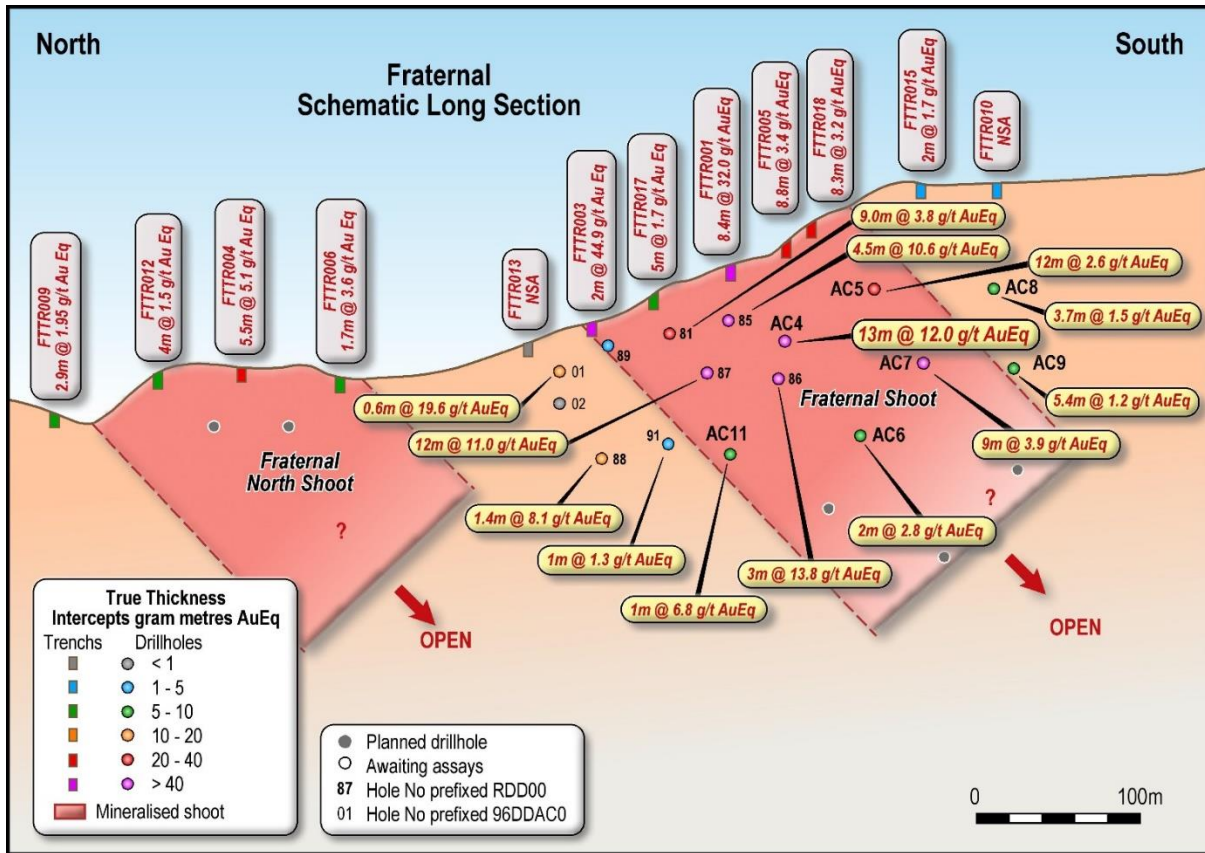 North
South
Fraternal
Schematic Long Section
FTTR009
2.9m @ 1.95 g/t Au Eq
FTTR012
4m @ 1.5 g/t Au Eq
FTTR004
5.5m @ 5.1 g/t AuEq
FTTR006
1.7m @ 3.6 g/t Au Eq
FTTR013
NSA
FTTR003
2m @ 44.9 g/t Au Eq
FTTR017
5m @ 1.7 g/t Au Eq
FTTR001
8.4m @ 32.0 g/t AuEq
FTTR005
8.8m @ 3.4 g/t AuEq
FTTR018
8.3m @ 3.2 g/t AuEq
FTTR015
2m @ 1.7 g/t AuEq
FTTR010
NSA
9.0m @ 3.8 g/t AuEq
4.5m @ 10.6 g/t AuEq
12m @ 2.6 g/t AuEq
AC5
AC8
3.7m @ 1.5 g/t AuEq
85
81
AC4
13m @ 12.0 g/t AuEq
89
01
87
86
AC7
AC9
0.6m @ 19.6 g/t AuEq
02
Fraternal Shoot
5.4m @ 1.2 g/t AuEq
12m @ 11.0 g/t AuEq
91
AC11
AC6
9m @ 3.9 g/t AuEq
88
Fraternal
North Shoot
?
?
1.4m @ 8.1 g/t AuEq
2m @ 2.8 g/t AuEq
1m @ 1.3 g/t AuEq
3m @ 13.8 g/t AuEq
1m @ 6.8 g/t AuEq
OPEN
OPEN
True Thickness
Intercepts gram metres AuEq
Trenchs Drillholes
< 1
1 - 5
5 - 10
10 - 20
20 - 40
> 40
Mineralised shoot
Planned drillhole
Awaiting assays
87 Hole No prefixed RDD00
01 Hole No prefixed 96DDAC0
0 100m